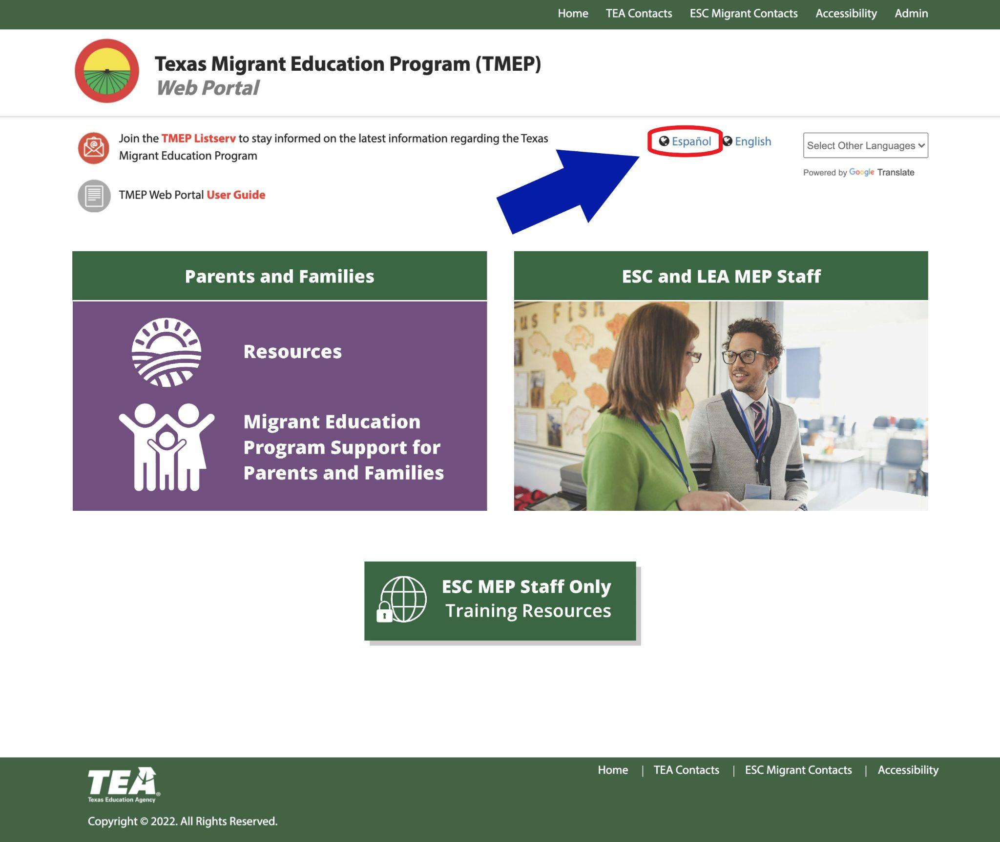 Home TEA Contacts ESC Migrant Contacts Accessibility Admin
Texas Migrant Education Program (TMEP)
Web Portal
Join the TMEP Listserv to stay informed on the latest information regarding the Texas
Migrant Education Program
Español English
Select Other Languages
Powered by Google Translate
TMEP Web Portal User Guide
Parents and Families
Resources
Migrant Education
Program Support for
Parents and Families
ESC and LEA MEP Staff
us Fish
ESC MEP Staff Only
Training Resources
TEA
Texas Education Agency
Home | TEA Contacts | ESC Migrant Contacts | Accessibility
Copyright © 2022. All Rights Reserved.